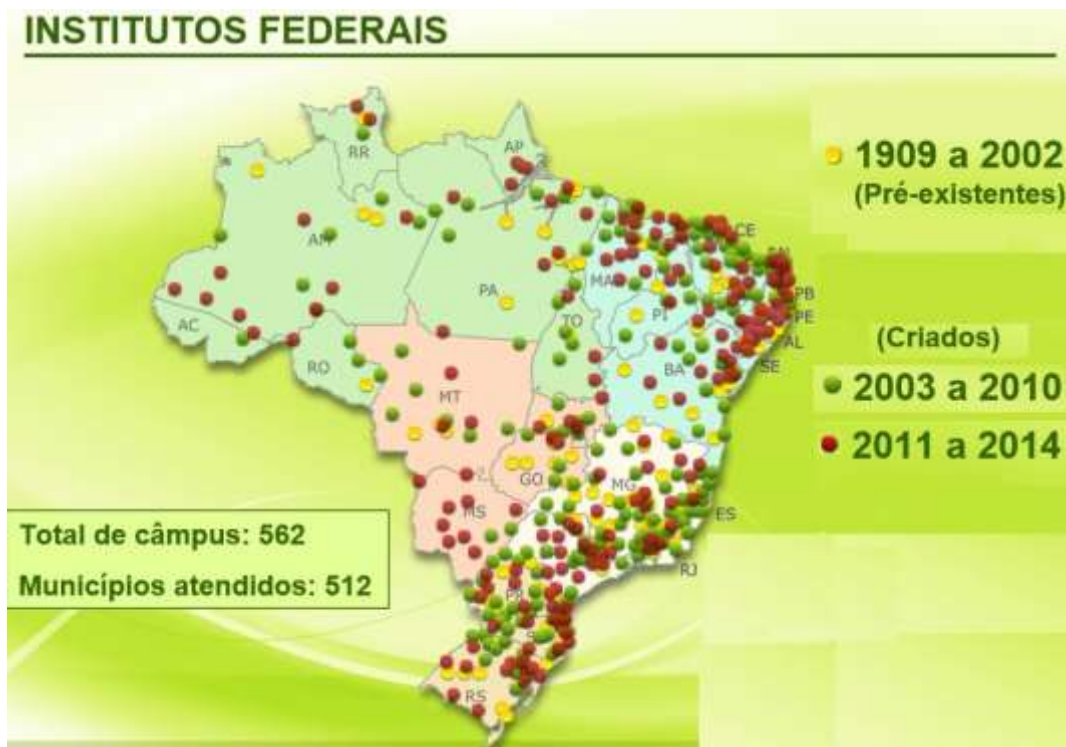 INSTITUTOS FEDERAIS
RR
AP
AM
PA
MA
CE
PB
PE
AL
SE
PI
TO
AC
RO
BA
MT
GO
MG
MS
ES
RJ
PR
RS
1909 a 2002
(Pré-existentes)
(Criados)
2003 a 2010
2011 a 2014
Total de câmpus: 562
Municípios atendidos: 512